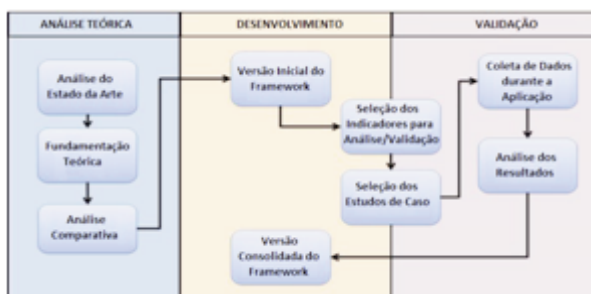 ANÁLISE TEÓRICA
DESENVOLVIMENTO
VALIDAÇÃO
Análise do
Estado da Arte
Fundamentação
Teórica
Análise
Comparativa
Versão Inicial do
Framework
Seleção dos
Indicadores para
Análise/Validação
Seleção dos
Estudos de Caso
Coleta de Dados
durante a
Aplicação
Análise dos
Resultados
Versão
Consolidada do
Framework